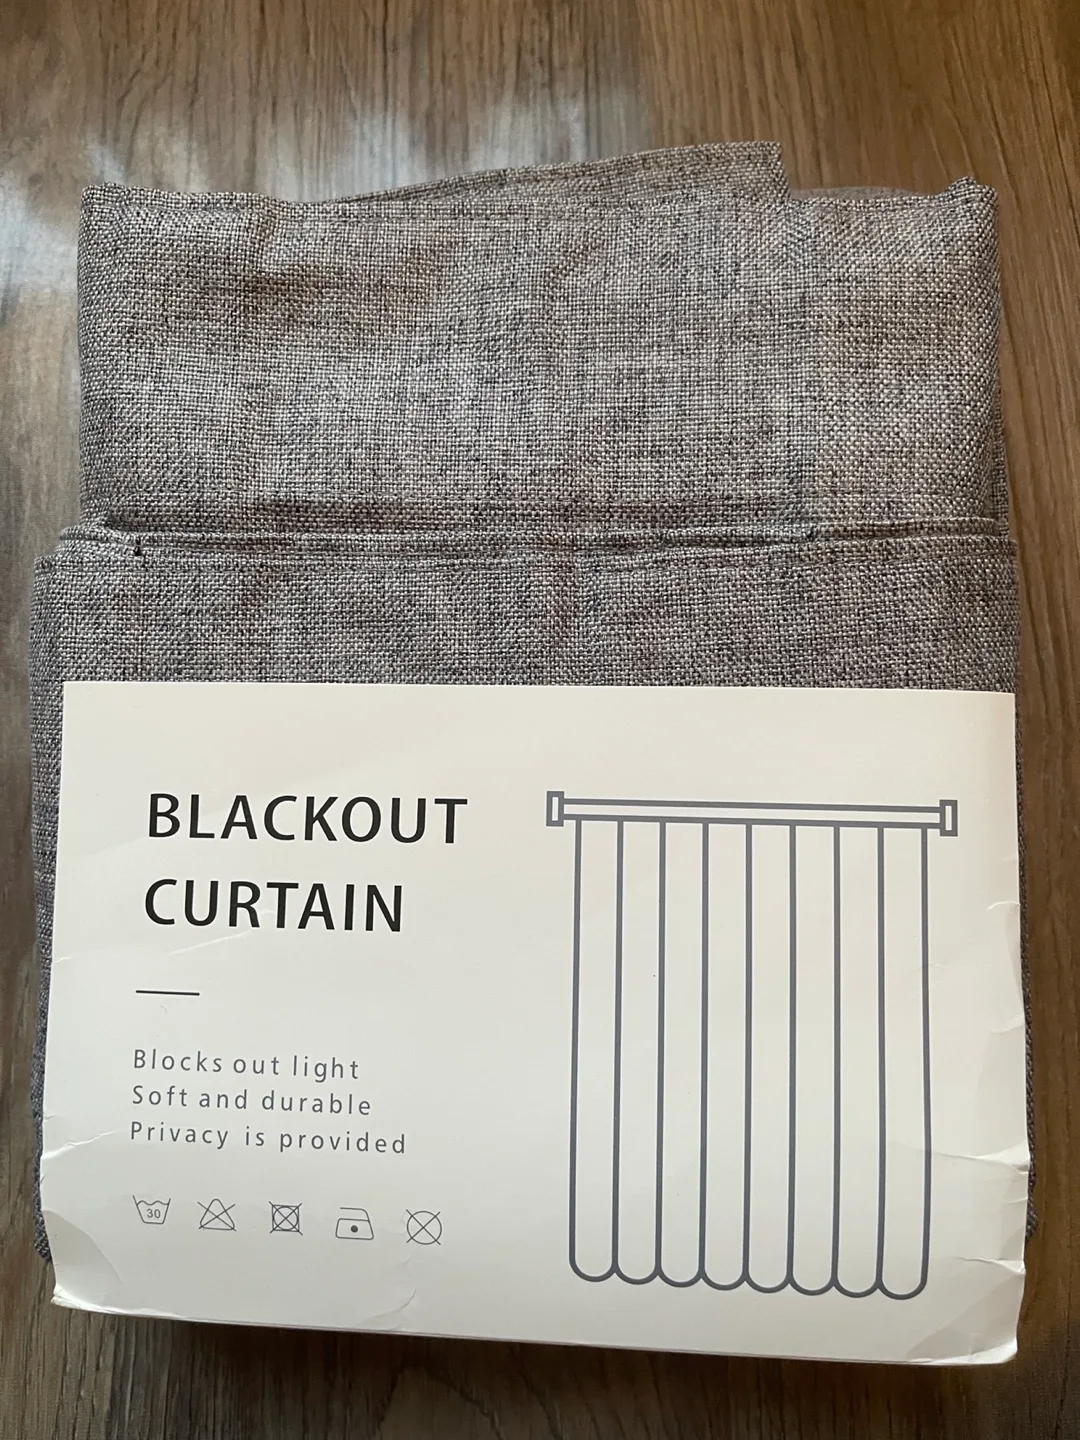 BLACKOUT
CURTAIN
Blocks out light
Soft and durable
Privacy is provided
30